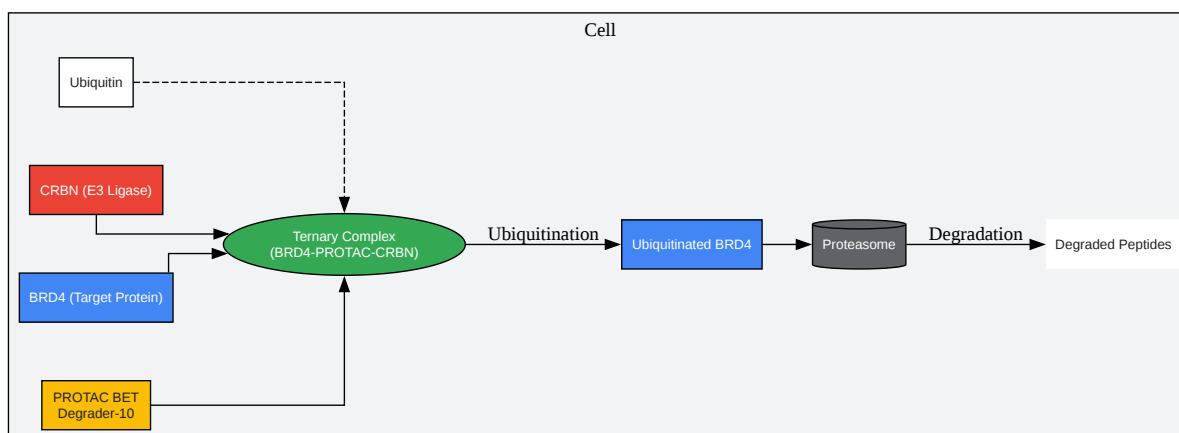 Cell
Ubiquitin
CRBN (E3 Ligase)
BRD4 (Target Protein)
PROTAC BET
Degrader-10
Ternary Complex
(BRD4-PROTAC-CRBN)
Ubiquitination
Ubiquitinated BRD4
Proteasome
Degradation
Degraded Peptides